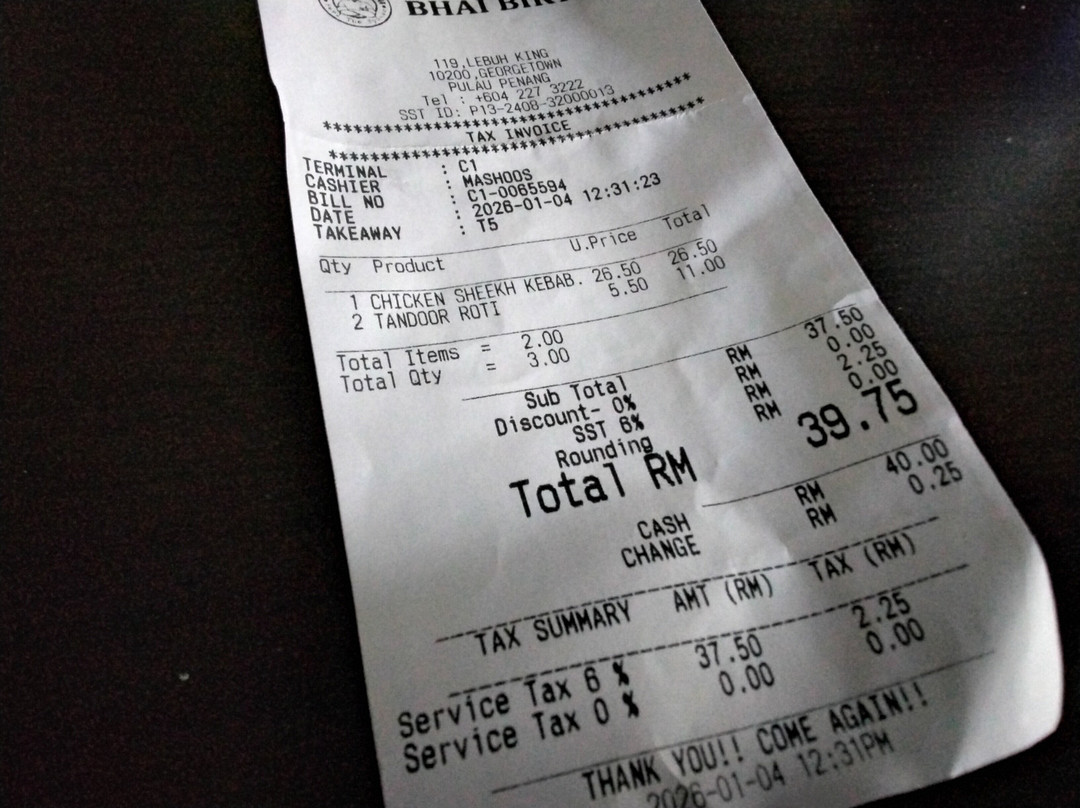 BHAI
119,LEBUH KING
10200,GEORGETOWN
PULAU PENANG
Tel : +604 227 3222
SST ID: P13-2408-32000013
TAX INVOICE
TERMINAL : C1
CASHIER : MASHOOS
BILL NO : C1-0065594
DATE : 2026-01-04 12:31:23
TAKEAWAY : T5
Qty Product U.Price Total
1 CHICKEN SHEEKH KEBAB. 26.50 26.50
2 TANDOOR ROTI 5.50 11.00
Total Items = 2.00
Total Qty = 3.00
Sub Total RM 37.50
Discount- 0% RM 0.00
SST 6% RM 2.25
Rounding RM 0.00
Total RM 39.75
CASH RM 40.00
CHANGE RM 0.25
TAX SUMMARY AMT (RM) TAX (RM)
Service Tax 6 % 37.50 2.25
Service Tax 0 % 0.00 0.00
THANK YOU!! COME AGAIN!!
2026-01-04 12:31PM